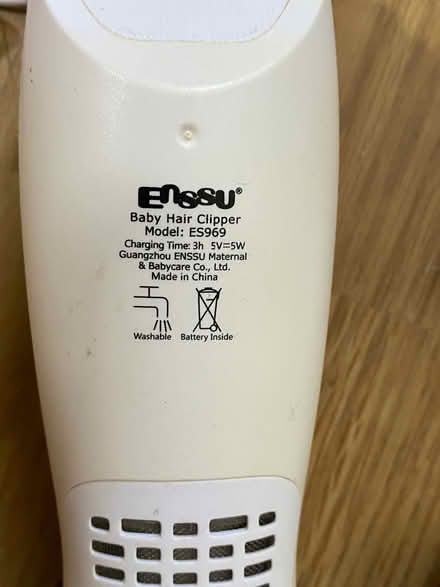 Enssu®
Baby Hair Clipper
Model: ES969
Charging Time: 3h 5V⎓5W
Guangzhou ENSSU Maternal
& Babycare Co., Ltd.
Made in China
Washable Battery Inside